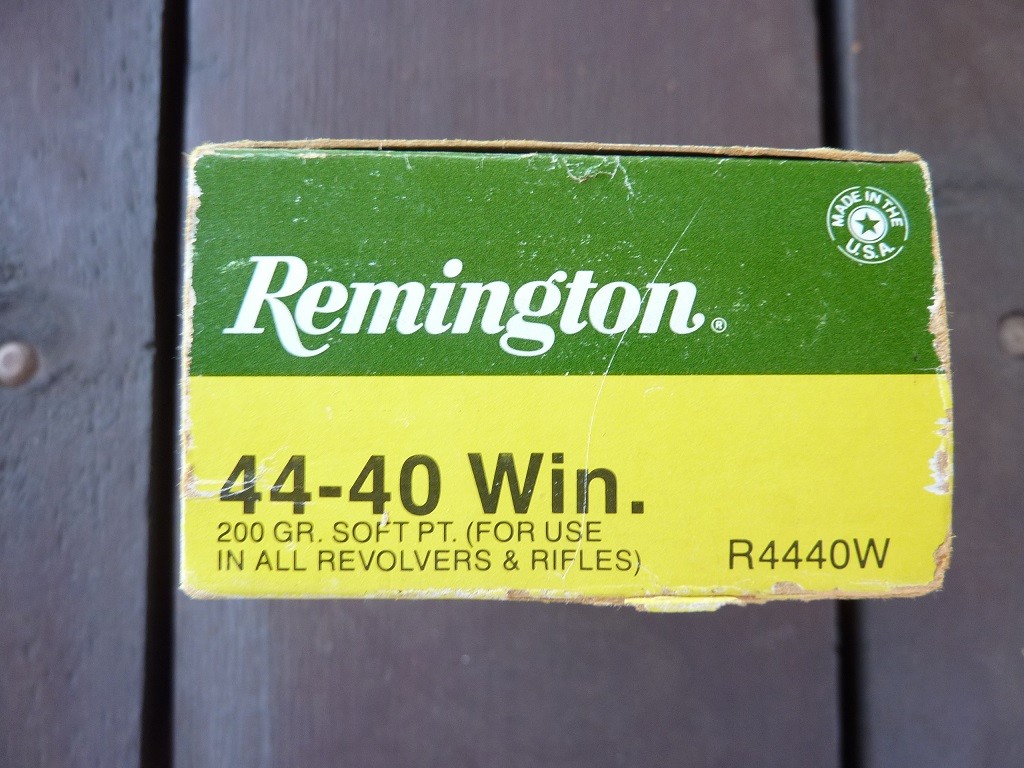 MADE IN THE
U.S.A.
Remington®
44-40 Win.
200 GR. SOFT PT. (FOR USE
IN ALL REVOLVERS & RIFLES)
R4440W